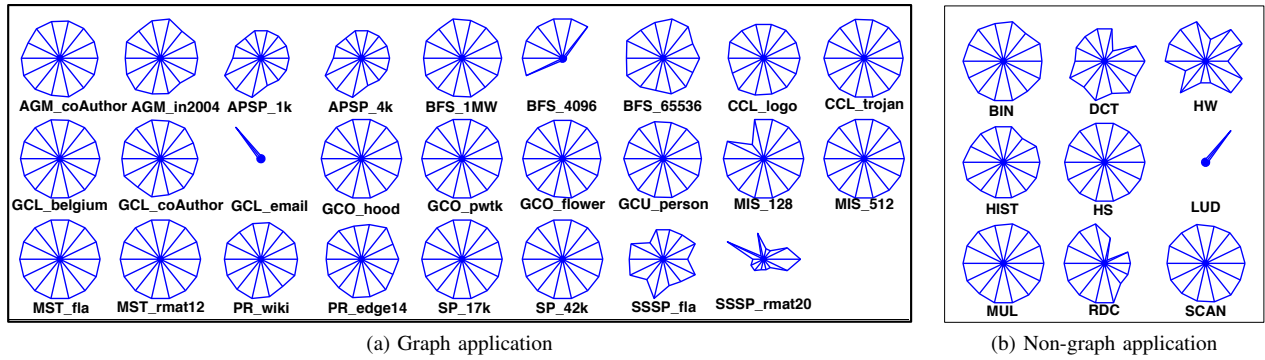 AGM_coAuthor AGM_in2004 APSP_1k APSP_4k BFS_1MW BFS_4096 BFS_65536 CCL_logo CCL_trojan
GCL_belgium GCL_coAuthor GCL_email GCO_hood GCO_pwtk GCO_flower GCU_person MIS_128 MIS_512
MST_fla MST_rmat12 PR_wiki PR_edge14 SP_17k SP_42k SSSP_fla SSSP_rmat20
(a) Graph application
BIN DCT HW
HIST HS LUD
MUL RDC SCAN
(b) Non-graph application